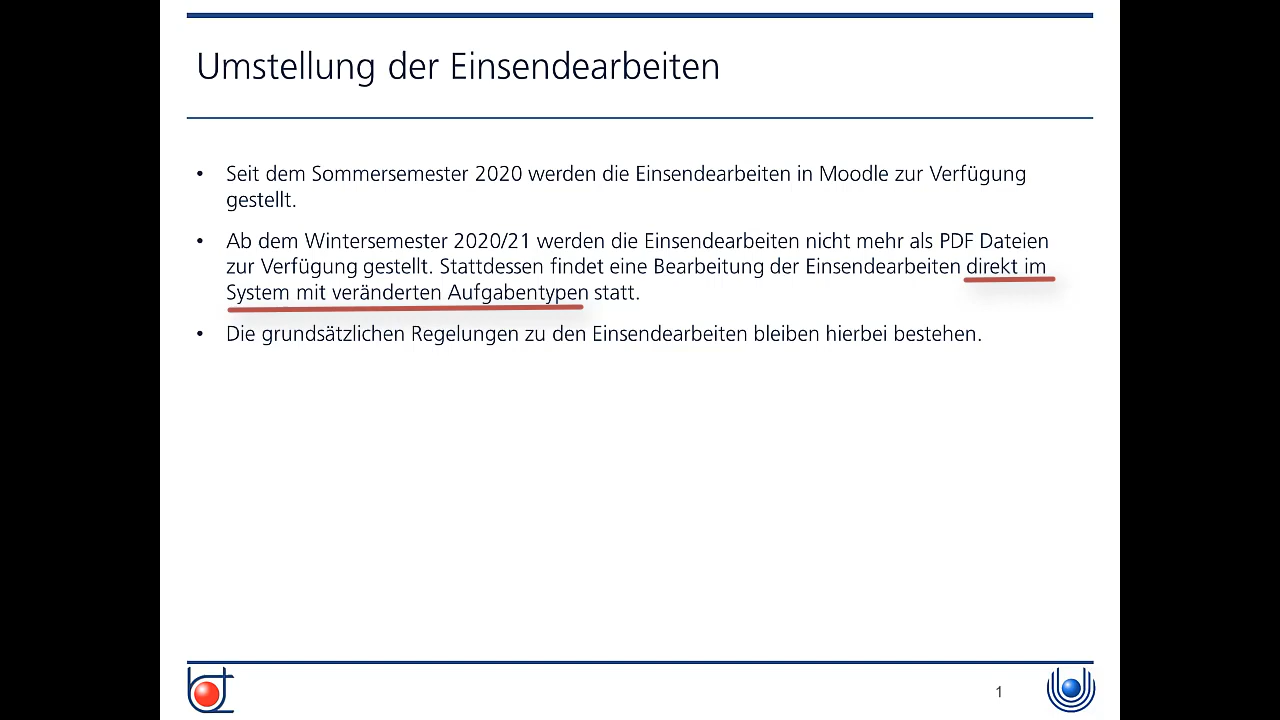 Umstellung der Einsendearbeiten
• Seit dem Sommersemester 2020 werden die Einsendearbeiten in Moodle zur Verfügung
gestellt.
• Ab dem Wintersemester 2020/21 werden die Einsendearbeiten nicht mehr als PDF Dateien
zur Verfügung gestellt. Stattdessen findet eine Bearbeitung der Einsendearbeiten direkt im
System mit veränderten Aufgabentypen statt.
• Die grundsätzlichen Regelungen zu den Einsendearbeiten bleiben hierbei bestehen.
1